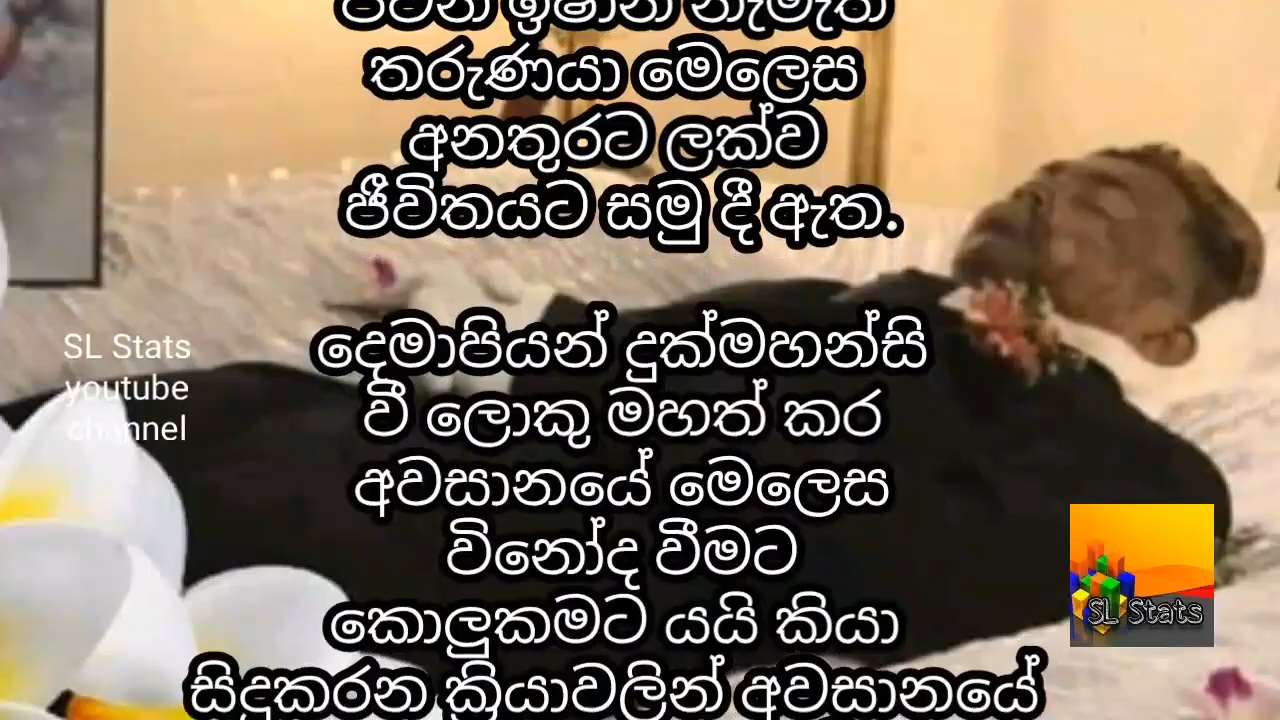 ඉෂාන් නැමැති
තරුණයා මෙලෙස
අනතුරට ලක්ව
ජීවිතයට සමු දී ඇත.
දෙමාපියන් දුක්මහන්සි
වී ලොකු මහත් කර
අවසානයේ මෙලෙස
විනෝද වීමට
කොලුකමට යයි කියා
සිදුකරන ක්‍රියාවලින් අවසානයේ
SL Stats
youtube
channel
SL Stats